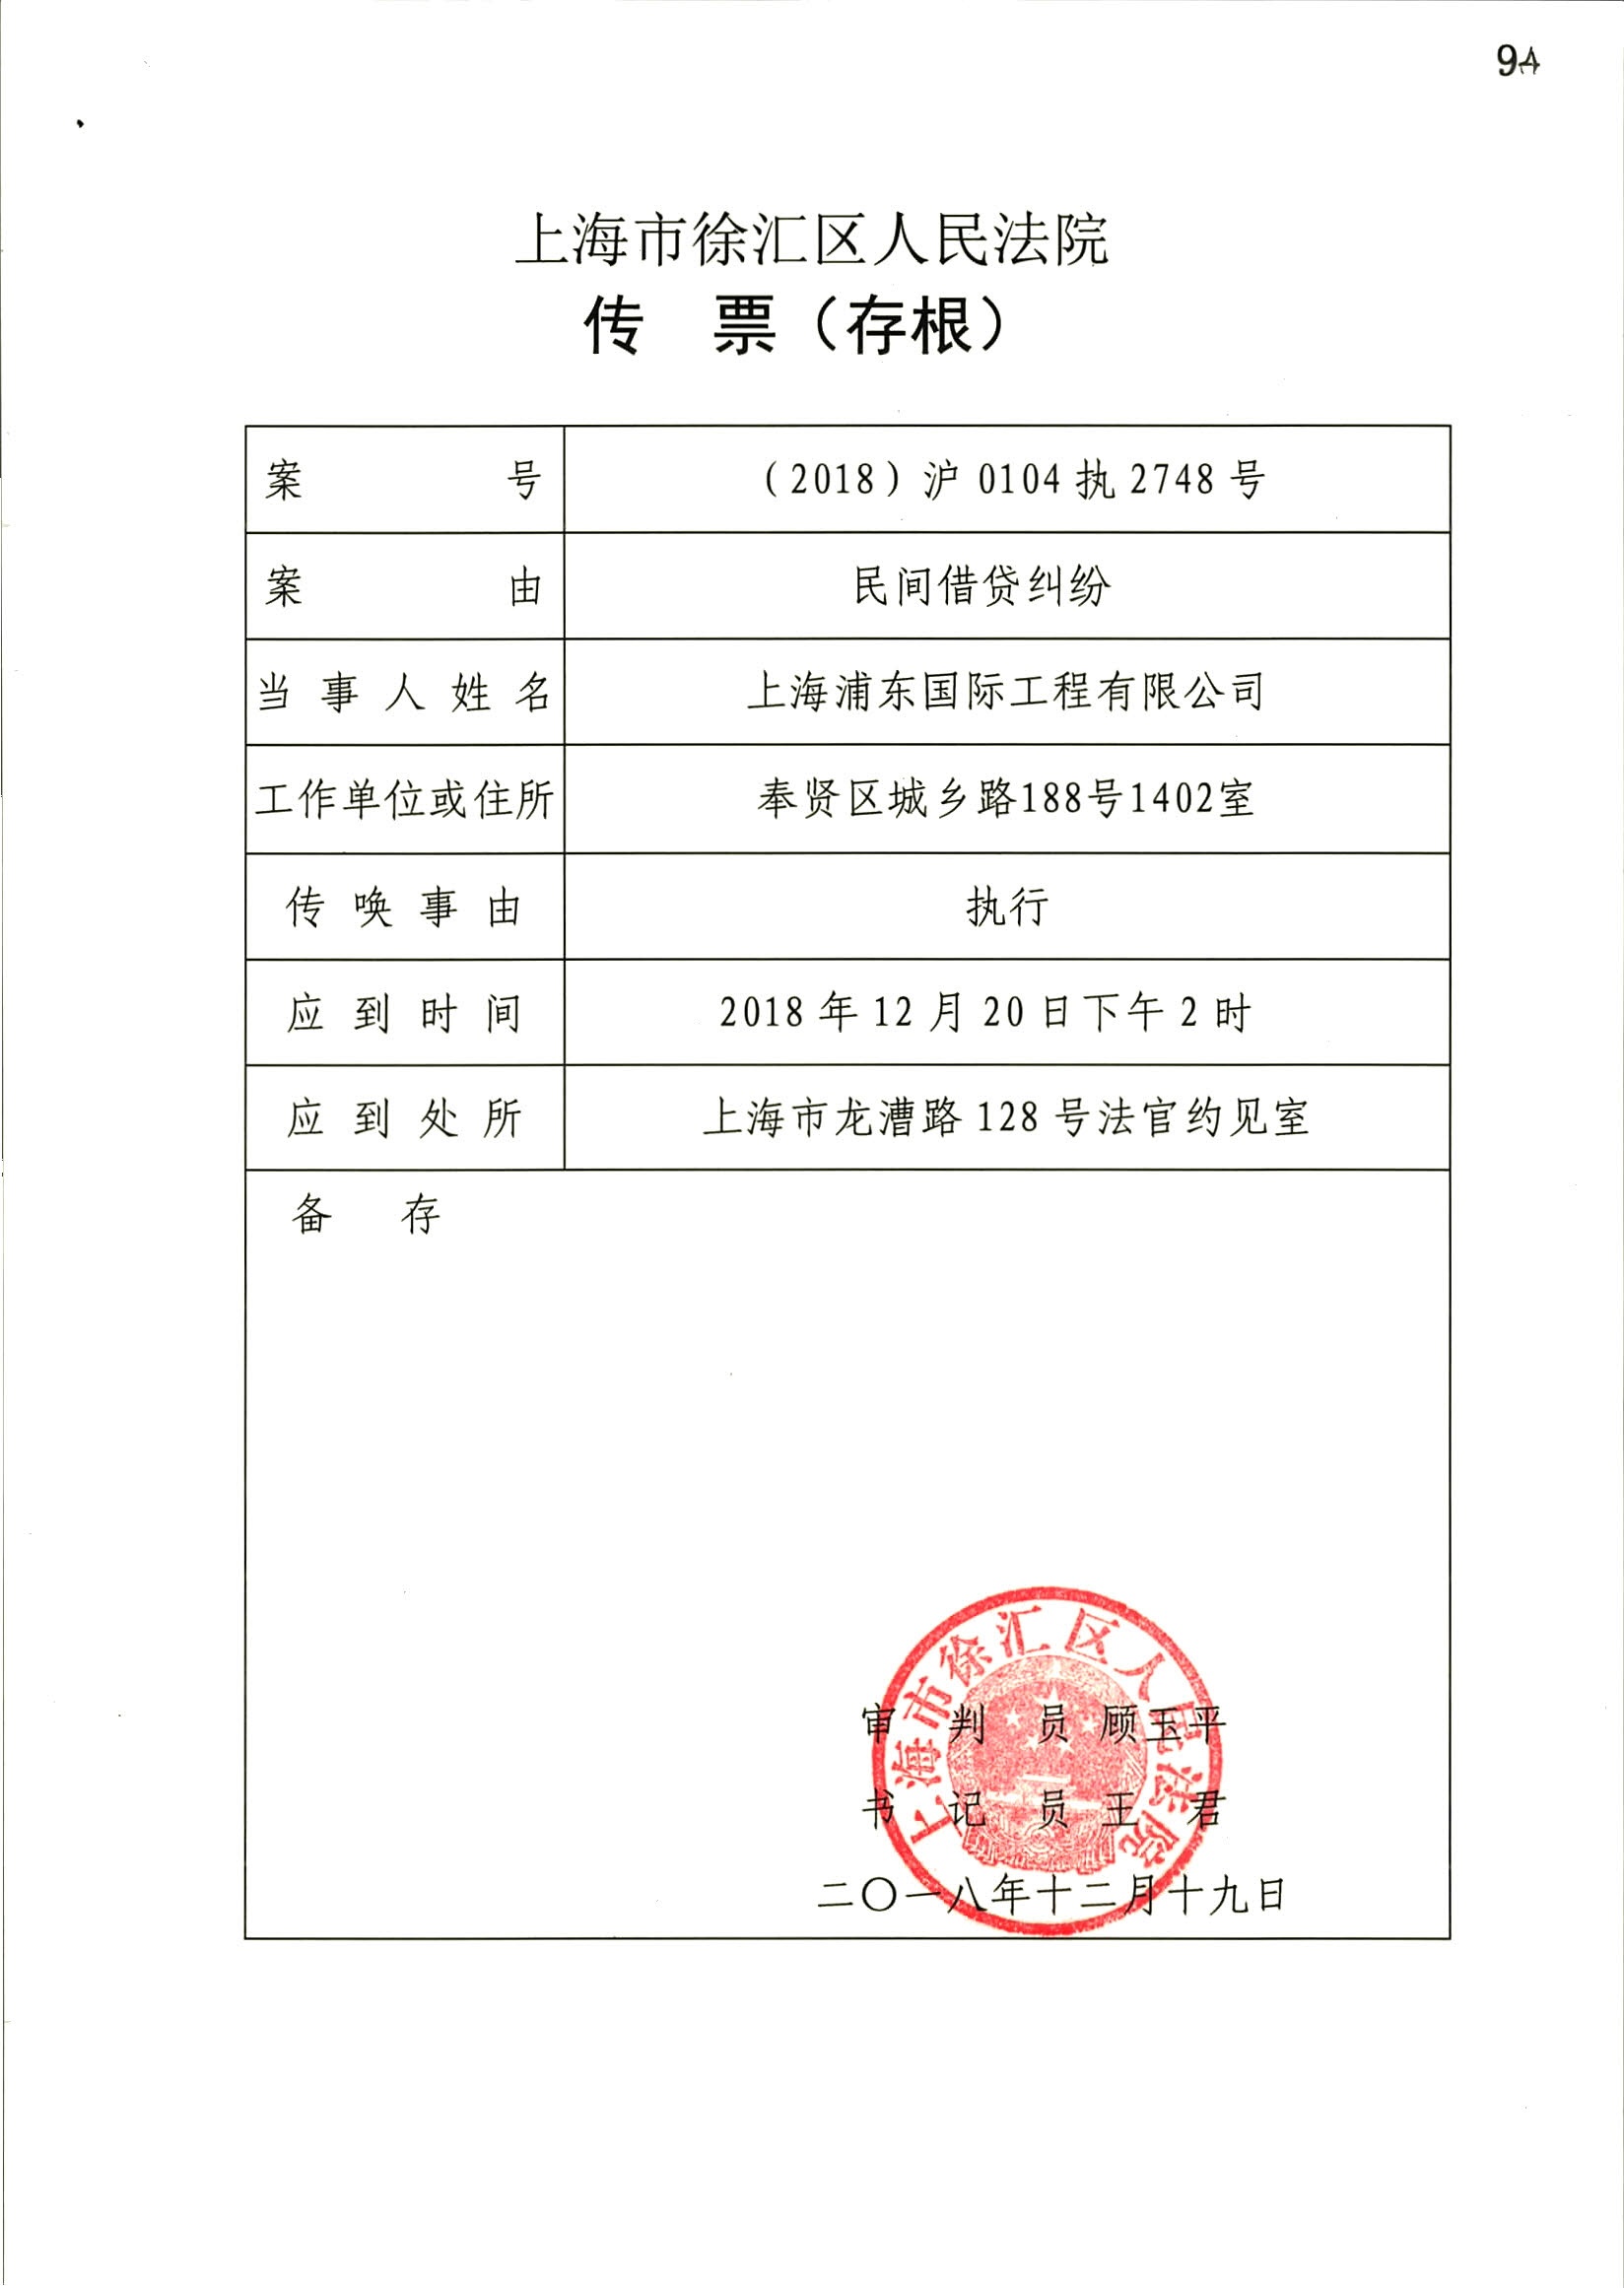 94
上海市徐汇区人民法院
传 票（存根）
案 号 （2018）沪 0104 执 2748 号
案 由 民间借贷纠纷
当事人姓名 上海浦东国际工程有限公司
工作单位或住所 奉贤区城乡路188号1402室
传唤事由 执行
应到时间 2018 年 12 月 20 日下午 2 时
应到处所 上海市龙漕路 128 号法官约见室
备 存
上海市徐汇区人民法院
审 判 员 顾玉平
书 记 员 王 君
二〇一八年十二月十九日